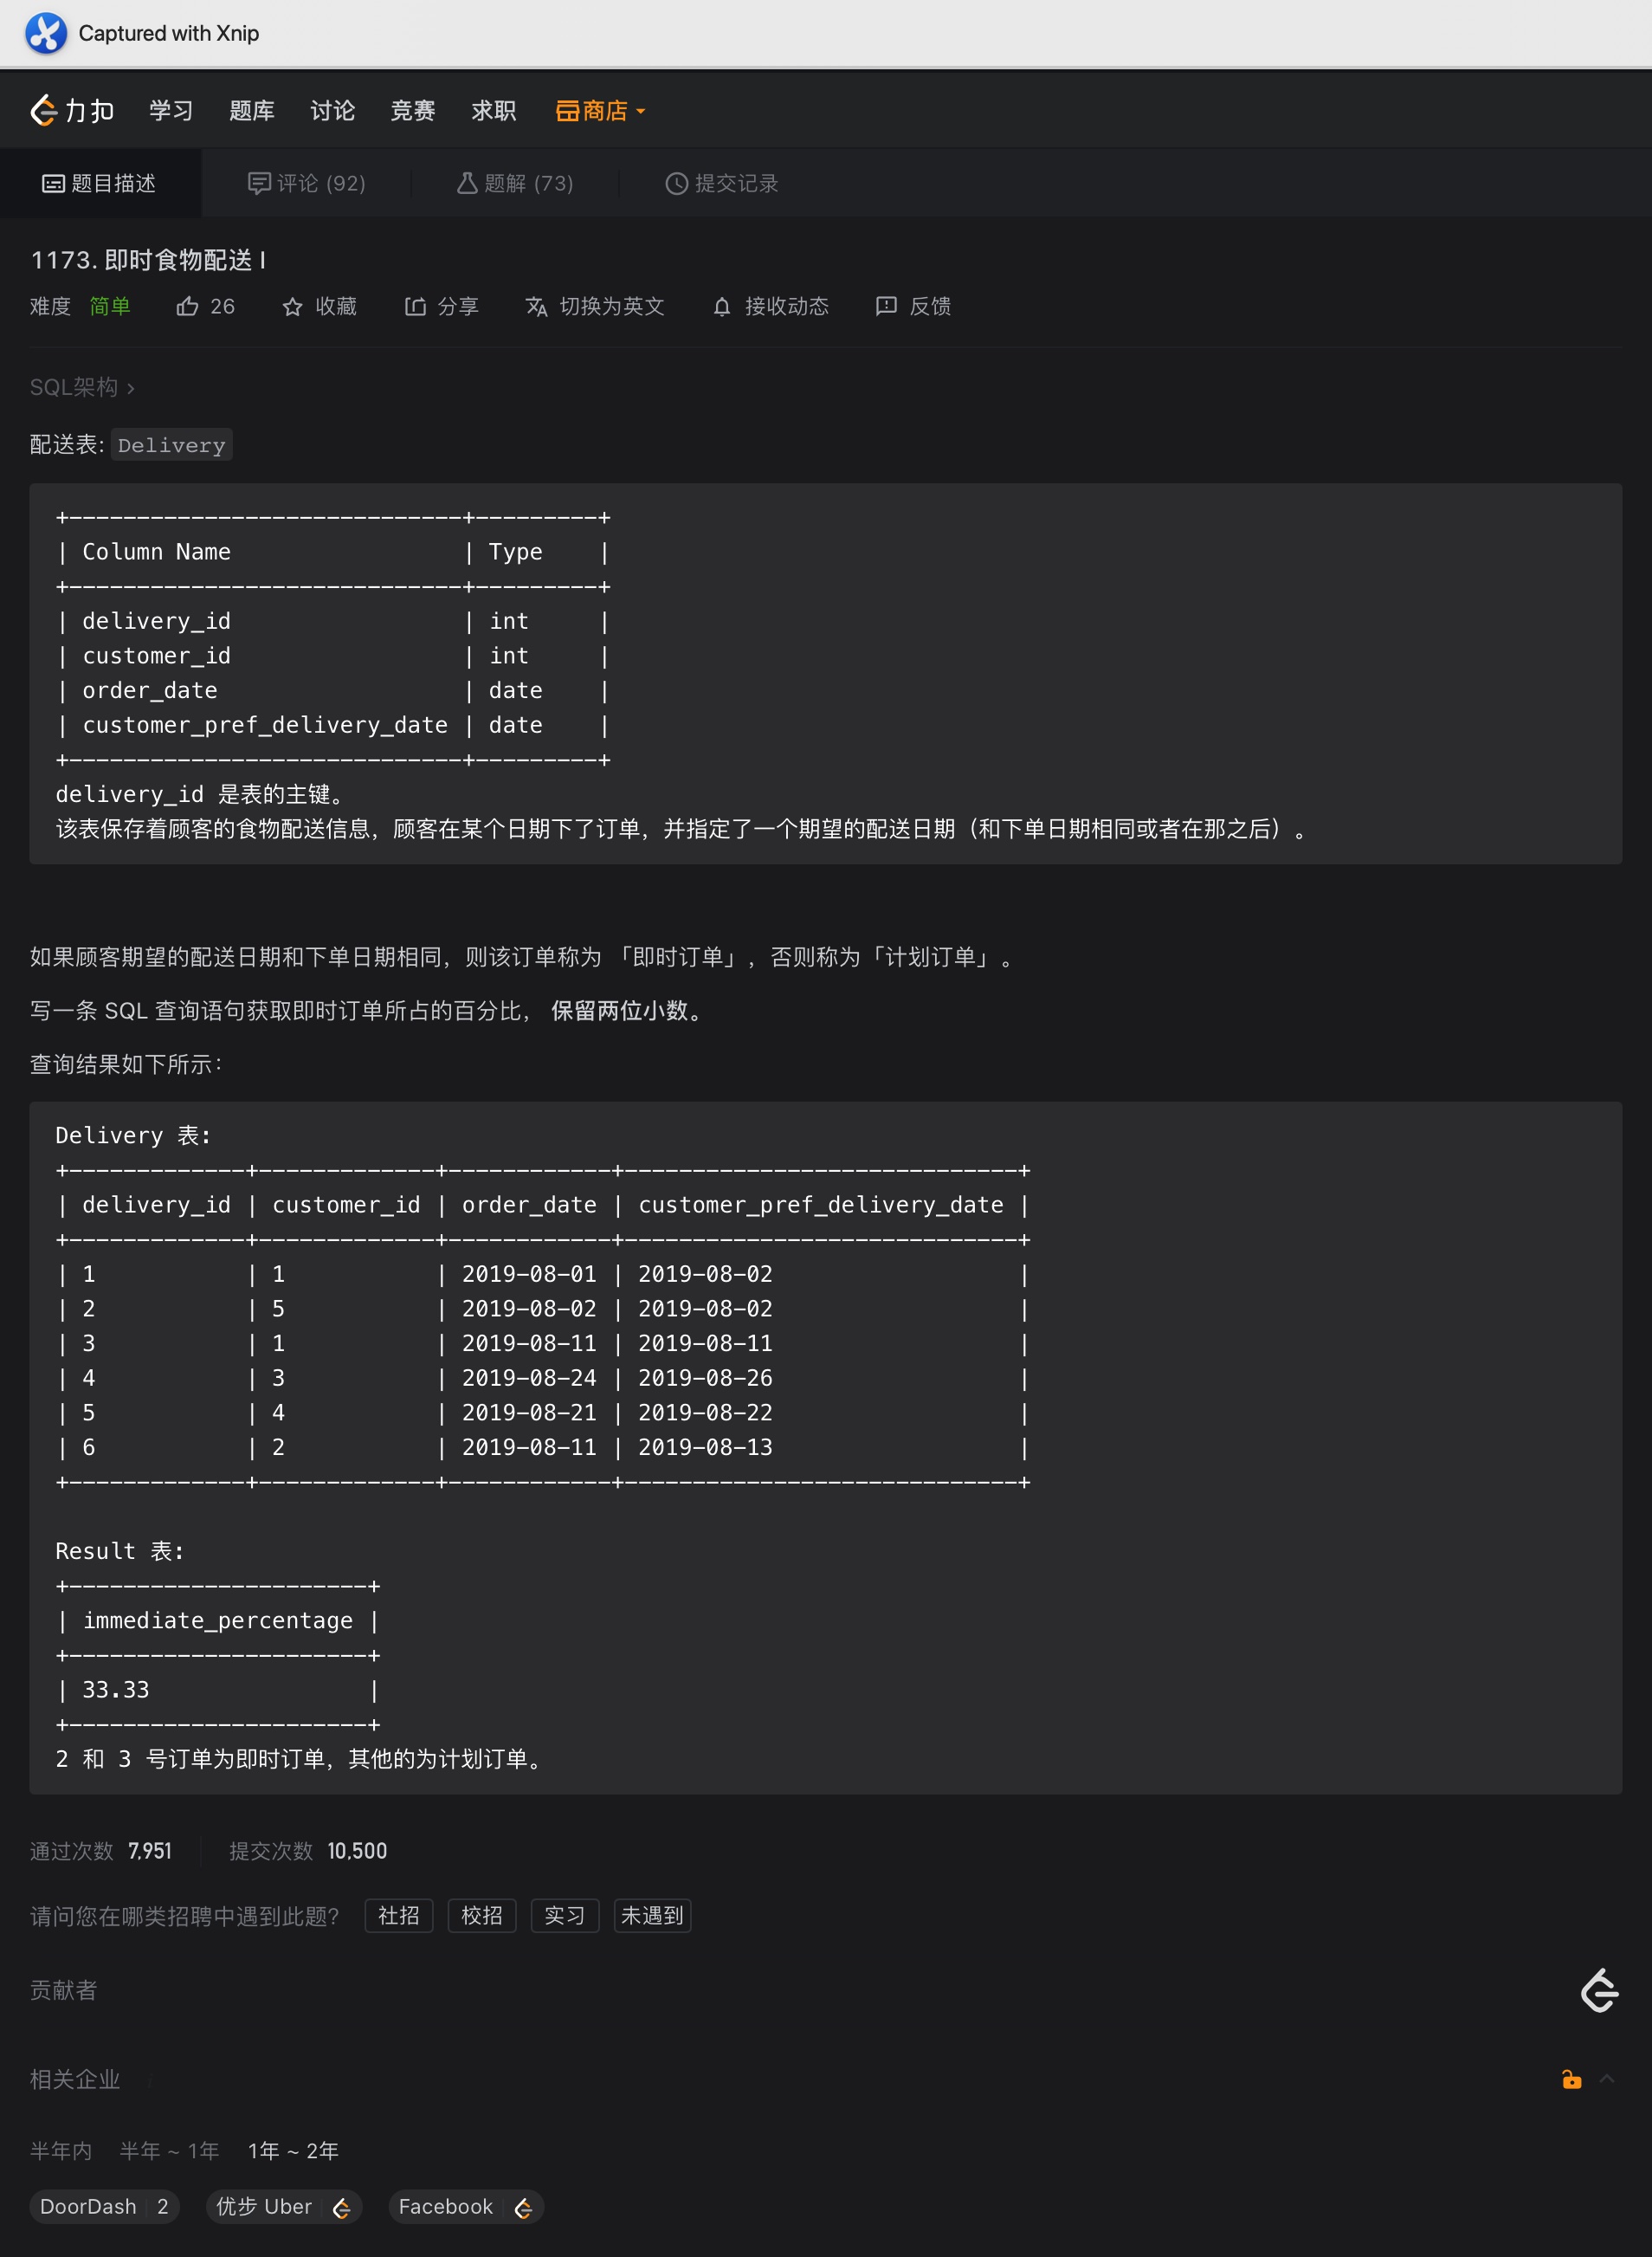 Captured with Xnip
力扣 学习 题库 讨论 竞赛 求职 商店
题目描述 评论 (92) 题解 (73) 提交记录
1173. 即时食物配送 I
难度 简单 26 收藏 分享 切换为英文 接收动态 反馈
SQL架构 >
配送表: Delivery
+-----------------------------+---------+
| Column Name                 | Type    |
+-----------------------------+---------+
| delivery_id                 | int     |
| customer_id                 | int     |
| order_date                  | date    |
| customer_pref_delivery_date | date    |
+-----------------------------+---------+
delivery_id 是表的主键。
该表保存着顾客的食物配送信息，顾客在某个日期下了订单，并指定了一个期望的配送日期（和下单日期相同或者在那之后）。
如果顾客期望的配送日期和下单日期相同，则该订单称为 「即时订单」，否则称为「计划订单」。
写一条 SQL 查询语句获取即时订单所占的百分比， 保留两位小数。
查询结果如下所示：
Delivery 表:
+-------------+-------------+------------+-----------------------------+
| delivery_id | customer_id | order_date | customer_pref_delivery_date |
+-------------+-------------+------------+-----------------------------+
| 1           | 1           | 2019-08-01 | 2019-08-02                  |
| 2           | 5           | 2019-08-02 | 2019-08-02                  |
| 3           | 1           | 2019-08-11 | 2019-08-11                  |
| 4           | 3           | 2019-08-24 | 2019-08-26                  |
| 5           | 4           | 2019-08-21 | 2019-08-22                  |
| 6           | 2           | 2019-08-11 | 2019-08-13                  |
+-------------+-------------+------------+-----------------------------+
Result 表:
+----------------------+
| immediate_percentage |
+----------------------+
| 33.33                |
+----------------------+
2 和 3 号订单为即时订单，其他的为计划订单。
通过次数 7,951 提交次数 10,500
请问您在哪类招聘中遇到此题? 社招 校招 实习 未遇到
贡献者
相关企业
半年内 半年 ~ 1年 1年 ~ 2年
DoorDash 2 优步 Uber Facebook